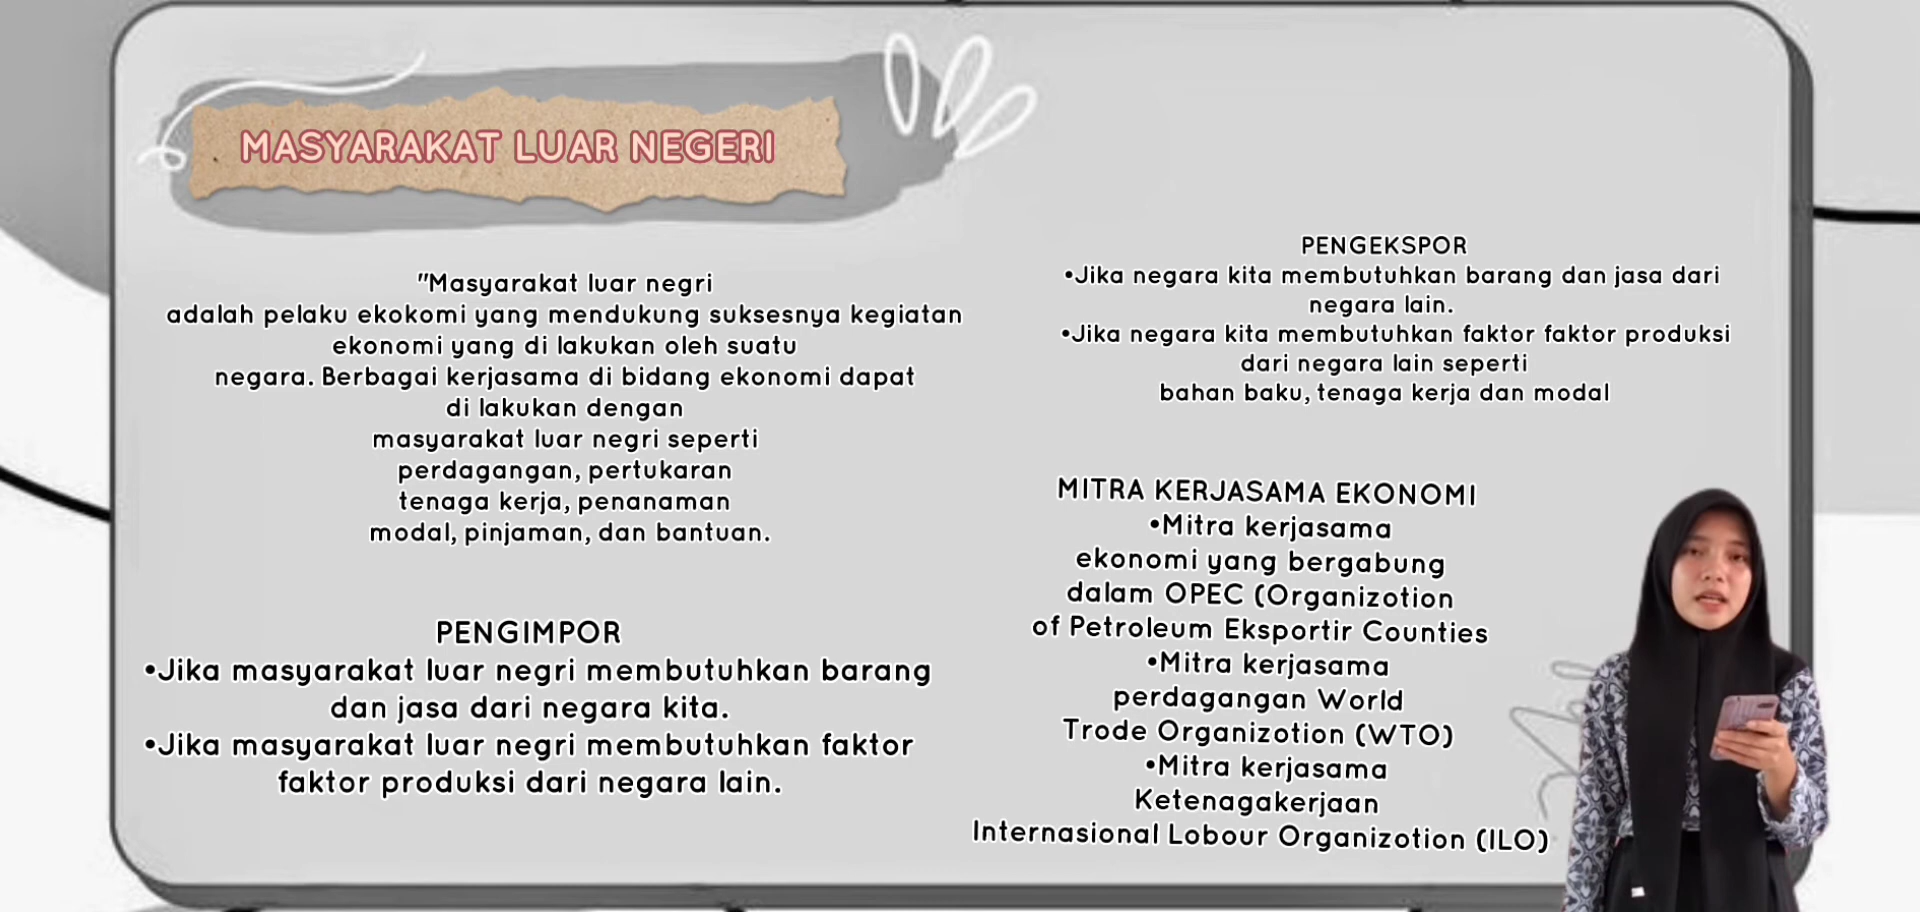 MASYARAKAT LUAR NEGERI
"Masyarakat luar negri
adalah pelaku ekokomi yang mendukung suksesnya kegiatan
ekonomi yang di lakukan oleh suatu
negara. Berbagai kerjasama di bidang ekonomi dapat
di lakukan dengan
masyarakat luar negri seperti
perdagangan, pertukaran
tenaga kerja, penanaman
modal, pinjaman, dan bantuan.
PENGIMPOR
•Jika masyarakat luar negri membutuhkan barang
dan jasa dari negara kita.
•Jika masyarakat luar negri membutuhkan faktor
faktor produksi dari negara lain.
PENGEKSPOR
•Jika negara kita membutuhkan barang dan jasa dari
negara lain.
•Jika negara kita membutuhkan faktor faktor produksi
dari negara lain seperti
bahan baku, tenaga kerja dan modal
MITRA KERJASAMA EKONOMI
•Mitra kerjasama
ekonomi yang bergabung
dalam OPEC (Organizotion
of Petroleum Eksportir Counties
•Mitra kerjasama
perdagangan World
Trode Organizotion (WTO)
•Mitra kerjasama
Ketenagakerjaan
Internasional Lobour Organizotion (ILO)